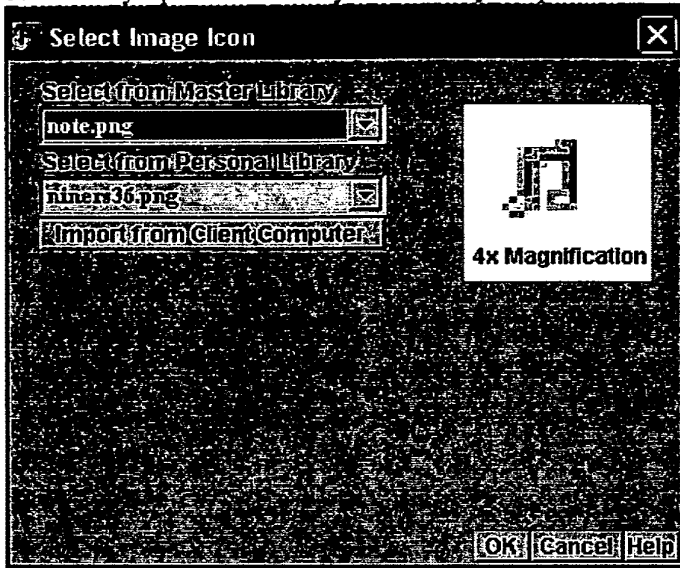 Select Image Icon
Select from Master Library
note.png
Select from Personal Library
niners36.png
Import from Client Computer
4x Magnification
OK Cancel Help